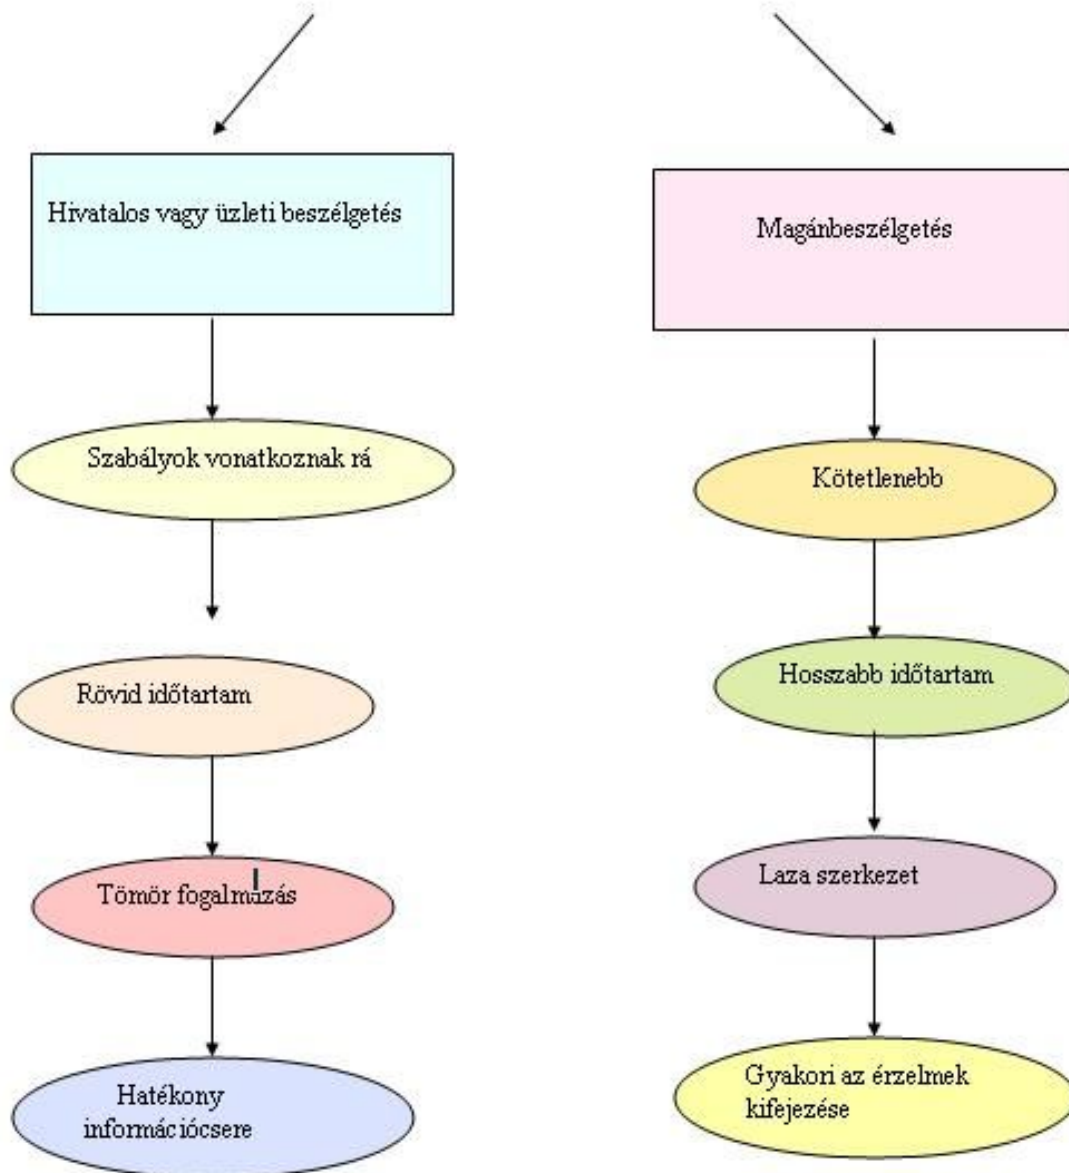 Hivatalos vagy üzleti beszélgetés
Szabályok vonatkoznak rá
Rövid időtartam
Tömör fogalmazás
Hatékony
információcsere
Magánbeszélgetés
Kötetlenebb
Hosszabb időtartam
Laza szerkezet
Gyakori az érzelmek
kifejezése